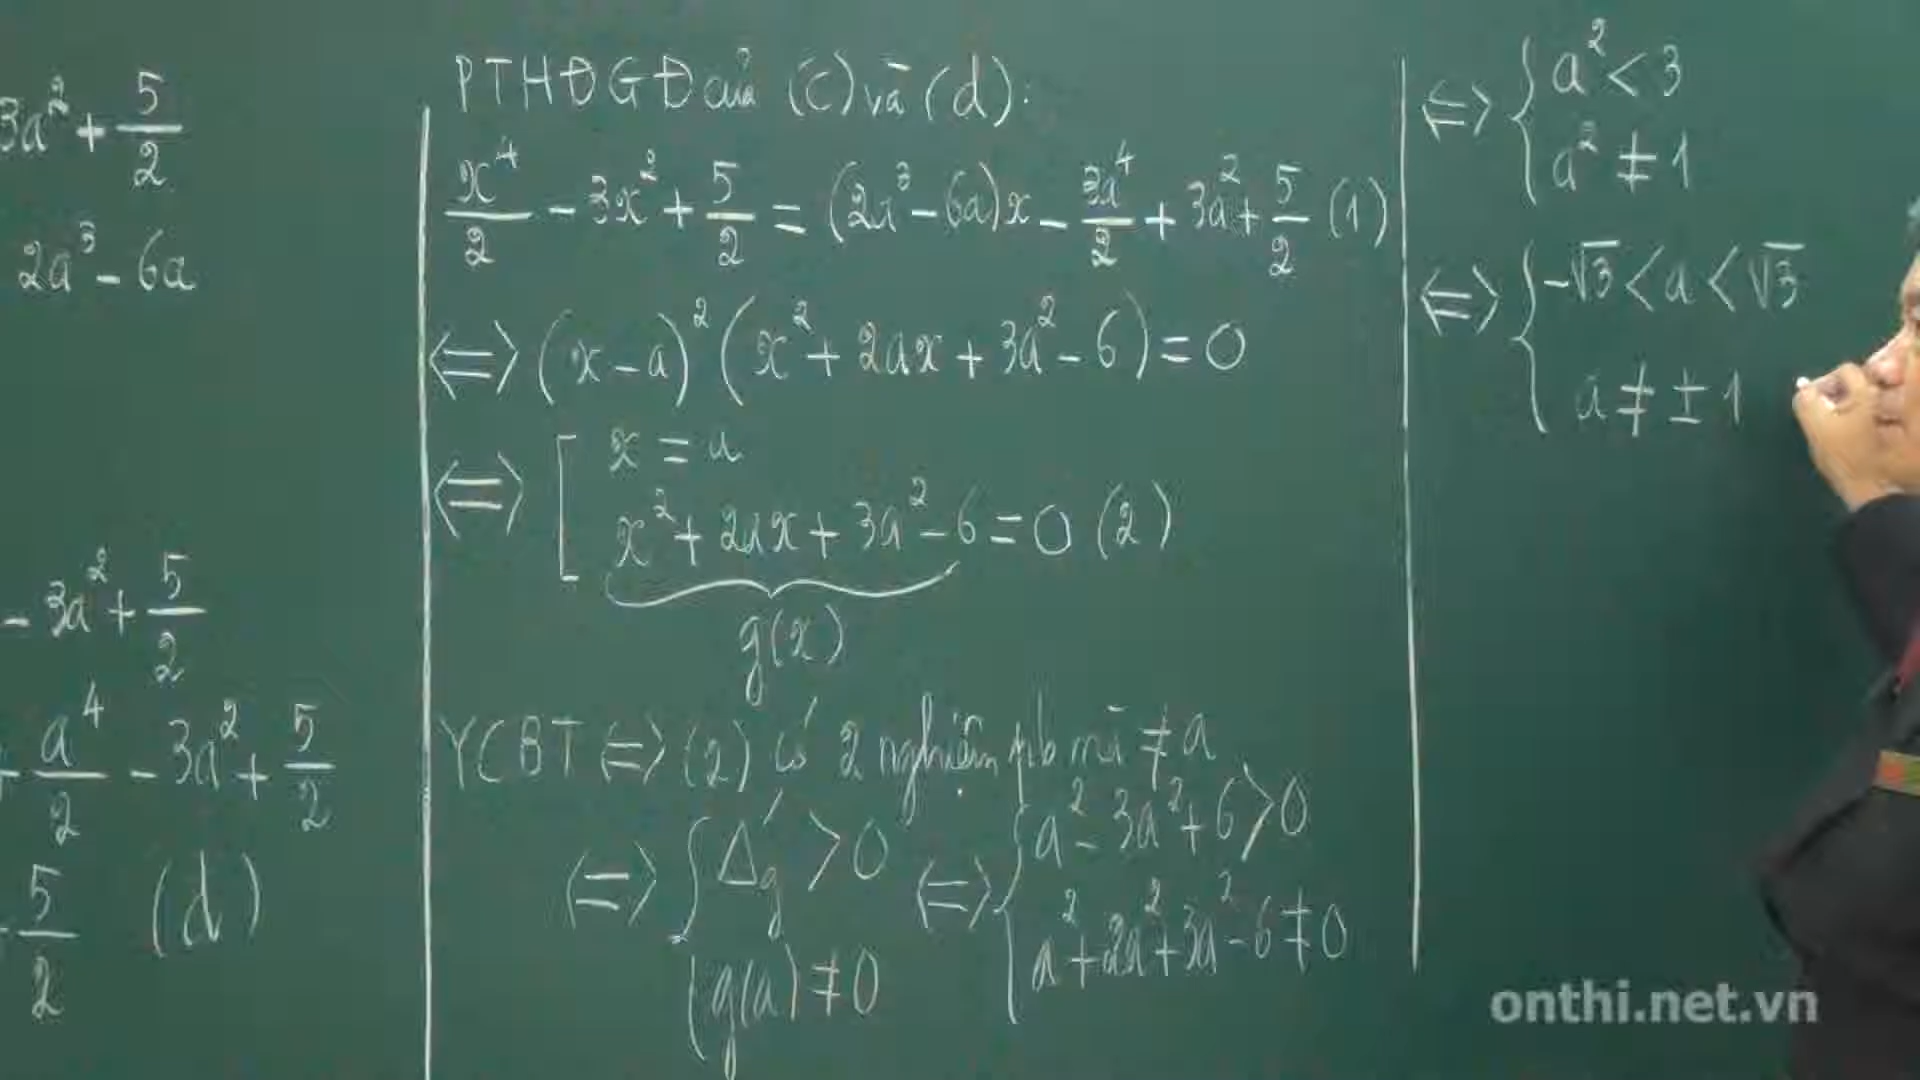 3a² + 5/2
2a³ - 6a
- 3a² + 5/2
+ a⁴/2 - 3a² + 5/2
5/2 (d)
PTHĐGĐ của (C) và (d):
x⁴/2 - 3x² + 5/2 = (2a³ - 6a)x - 3a⁴/2 + 3a² + 5/2 (1)
⇔ (x - a)² (x² + 2ax + 3a² - 6) = 0
⇔ [ x = a
x² + 2ax + 3a² - 6 = 0 (2)
g(x)
YCBT ⇔ (2) có 2 nghiệm pb mà ≠ a
⇔ { Δ'g > 0 ⇔ { a² - 3a² + 6 > 0
g(a) ≠ 0 a² + 2a² + 3a² - 6 ≠ 0
⇔ { a² < 3
a² ≠ 1
⇔ { -√3 < a < √3
a ≠ ± 1
onthi.net.vn